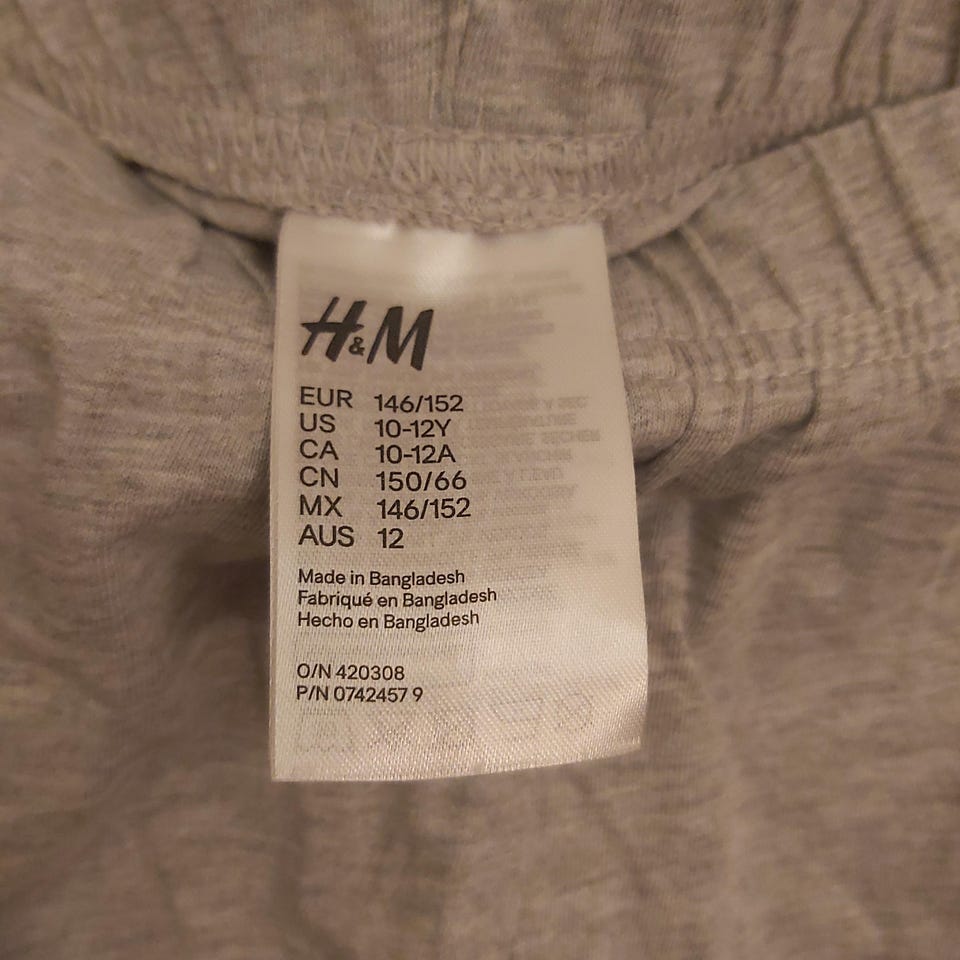 H&M
EUR 146/152
US 10-12Y
CA 10-12A
CN 150/66
MX 146/152
AUS 12
Made in Bangladesh
Fabriqué en Bangladesh
Hecho en Bangladesh
O/N 420308
P/N 0742457 9